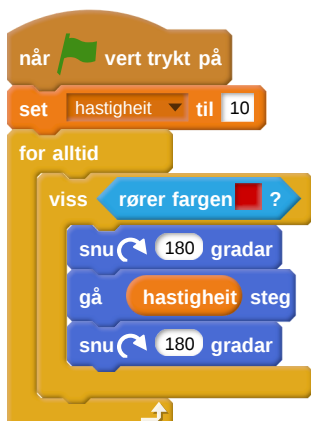 når vert trykt på
set hastigheit til 10
for alltid
viss rører fargen ?
snu 180 gradar
gå hastigheit steg
snu 180 gradar